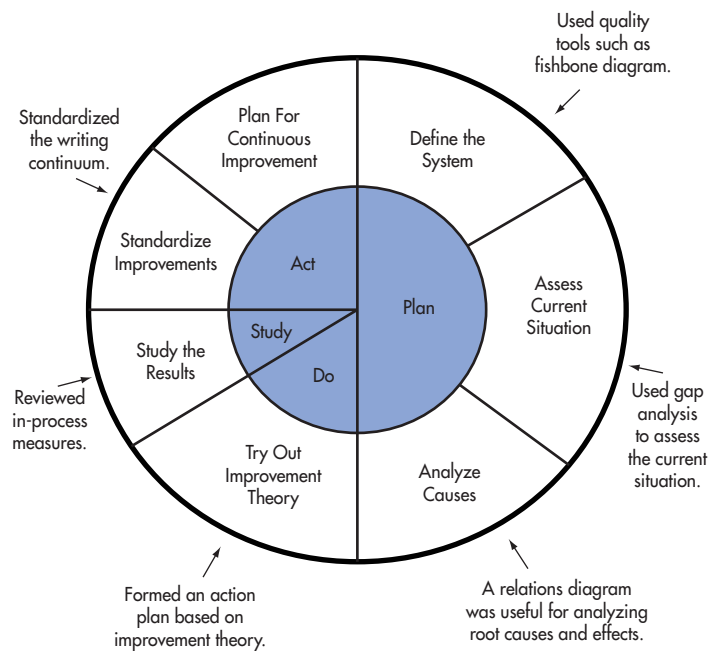 Used quality
tools such as
fishbone diagram.
Standardized
the writing
continuum.
Plan For
Continuous
Improvement
Define the
System
Standardize
Improvements
Act
Plan
Assess
Current
Situation
Study
Study the
Results
Do
Reviewed
in-process
measures.
Used gap
analysis
to assess
the current
situation.
Try Out
Improvement
Theory
Analyze
Causes
Formed an action
plan based on
improvement theory.
A relations diagram
was useful for analyzing
root causes and effects.